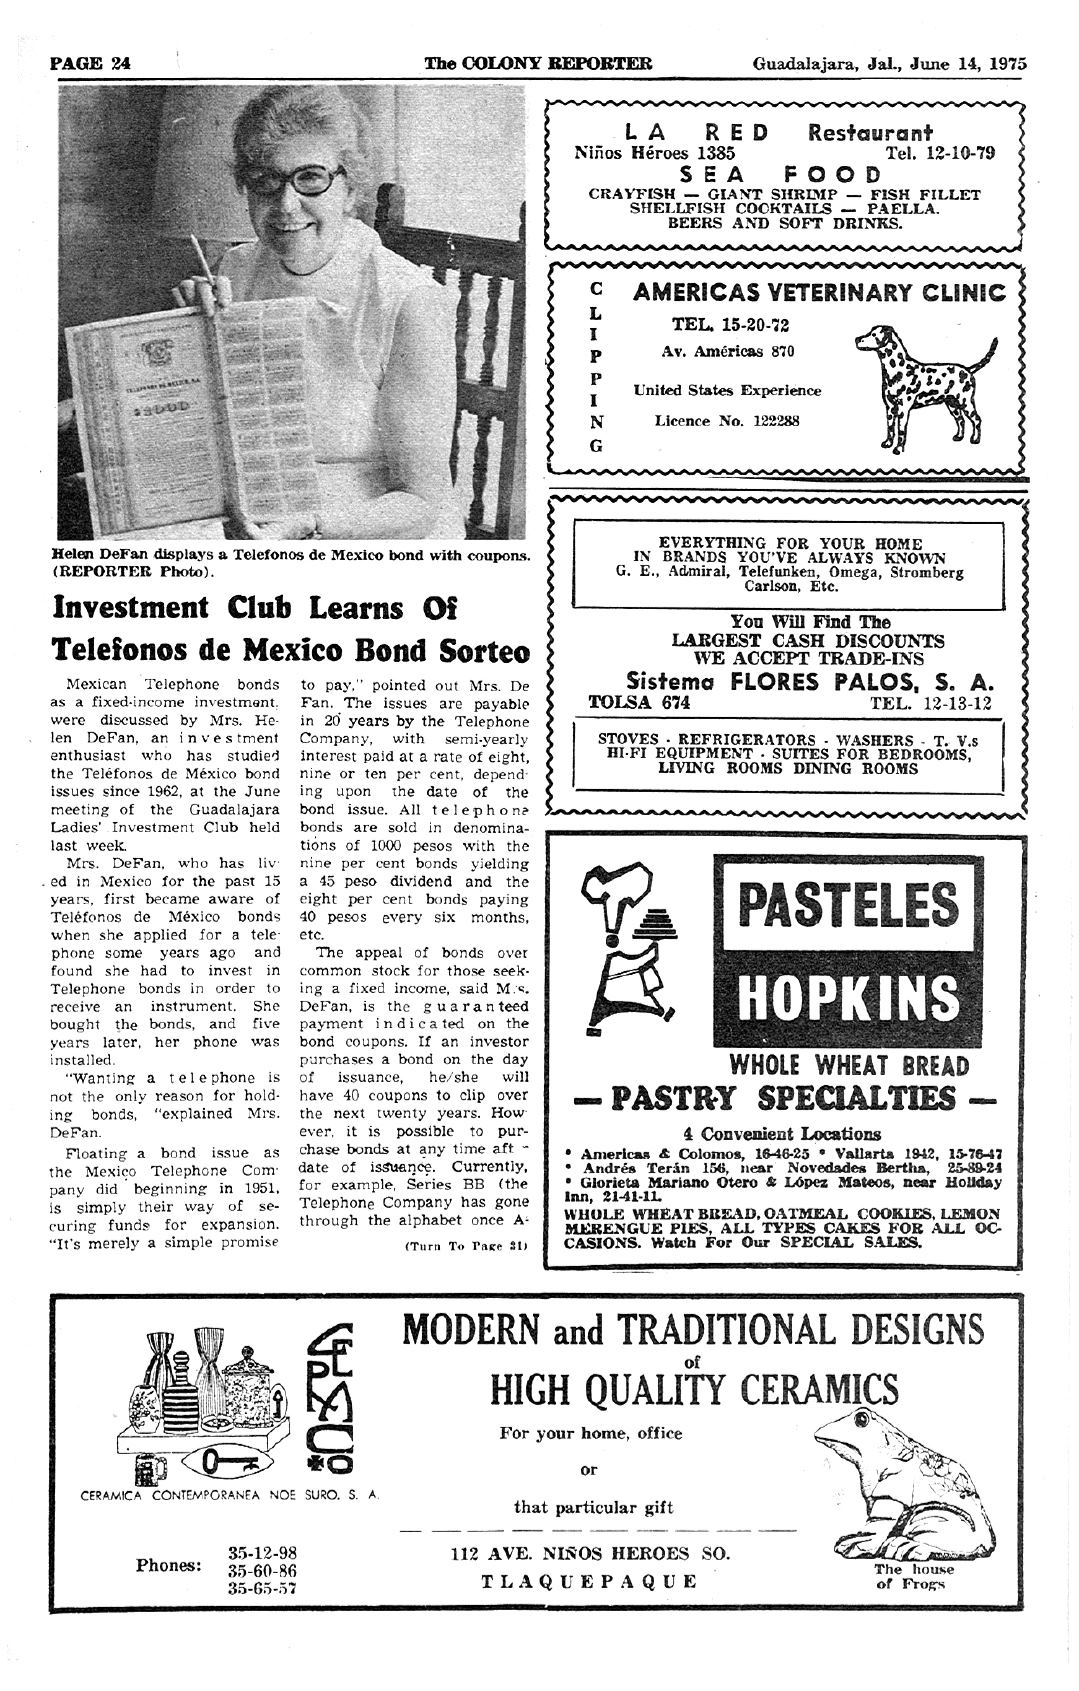 PAGE 24
The COLONY REPORTER
Guadalajara, Jal., June 14, 1975
TELEFONOS DE MEXICO, S.A.
Helen DeFan displays a Telefonos de Mexico bond with coupons.
(REPORTER Photo).
Investment Club Learns Of
Telefonos de Mexico Bond Sorteo
Mexican Telephone bonds
as a fixed-income investment,
were discussed by Mrs. He-
len DeFan, an investment
enthusiast who has studied
the Teléfonos de México bond
issues since 1962, at the June
meeting of the Guadalajara
Ladies' Investment Club held
last week.
Mrs. DeFan, who has liv-
ed in Mexico for the past 15
years, first became aware of
Teléfonos de México bonds
when she applied for a tele-
phone some years ago and
found she had to invest in
Telephone bonds in order to
receive an instrument. She
bought the bonds, and five
years later, her phone was
installed.
"Wanting a telephone is
not the only reason for hold-
ing bonds, "explained Mrs.
DeFan.
Floating a bond issue as
the Mexico Telephone Com-
pany did beginning in 1951,
is simply their way of se-
curing funds for expansion.
"It's merely a simple promise
to pay," pointed out Mrs. De
Fan. The issues are payable
in 20 years by the Telephone
Company, with semi-yearly
interest paid at a rate of eight,
nine or ten per cent, depend-
ing upon the date of the
bond issue. All telephone
bonds are sold in denomina-
tions of 1000 pesos with the
nine per cent bonds yielding
a 45 peso dividend and the
eight per cent bonds paying
40 pesos every six months,
etc.
The appeal of bonds over
common stock for those seek-
ing a fixed income, said Mrs.
DeFan, is the guaranteed
payment indicated on the
bond coupons. If an investor
purchases a bond on the day
of issuance, he/she will
have 40 coupons to clip over
the next twenty years. How
ever, it is possible to pur-
chase bonds at any time aft
date of issuance. Currently,
for example, Series BB (the
Telephone Company has gone
through the alphabet once A-
(Turn To Page 21)
LA RED Restaurant
Niños Héroes 1385 Tel. 12-10-79
SEA FOOD
CRAYFISH — GIANT SHRIMP — FISH FILLET
SHELLFISH COCKTAILS — PAELLA.
BEERS AND SOFT DRINKS.
CLIPPING
AMERICAS VETERINARY CLINIC
TEL. 15-20-72
Av. Américas 870
United States Experience
Licence No. 122288
EVERYTHING FOR YOUR HOME
IN BRANDS YOU'VE ALWAYS KNOWN
G. E., Admiral, Telefunken, Omega, Stromberg
Carlson, Etc.
You Will Find The
LARGEST CASH DISCOUNTS
WE ACCEPT TRADE-INS
Sistema FLORES PALOS, S. A.
TOLSA 674 TEL. 12-13-12
STOVES - REFRIGERATORS - WASHERS - T. V.s
HI-FI EQUIPMENT - SUITES FOR BEDROOMS,
LIVING ROOMS DINING ROOMS
PASTELES
HOPKINS
WHOLE WHEAT BREAD
— PASTRY SPECIALTIES —
4 Convenient Locations
* Americas & Colomos, 16-46-25 * Vallarta 1942, 15-76-47
* Andrés Terán 156, near Novedades Bertha, 25-89-24
* Glorieta Mariano Otero & López Mateos, near Holiday
Inn, 21-41-11.
WHOLE WHEAT BREAD, OATMEAL COOKIES, LEMON
MERENGUE PIES, ALL TYPES CAKES FOR ALL OC-
CASIONS. Watch For Our SPECIAL SALES.
CERAMICA CONTEMPORANEA NOE SURO, S. A.
Phones:
35-12-98
35-60-86
35-65-57
MODERN and TRADITIONAL DESIGNS
of
HIGH QUALITY CERAMICS
For your home, office
or
that particular gift
112 AVE. NIÑOS HEROES SO.
TLAQUEPAQUE
The house
of Frogs